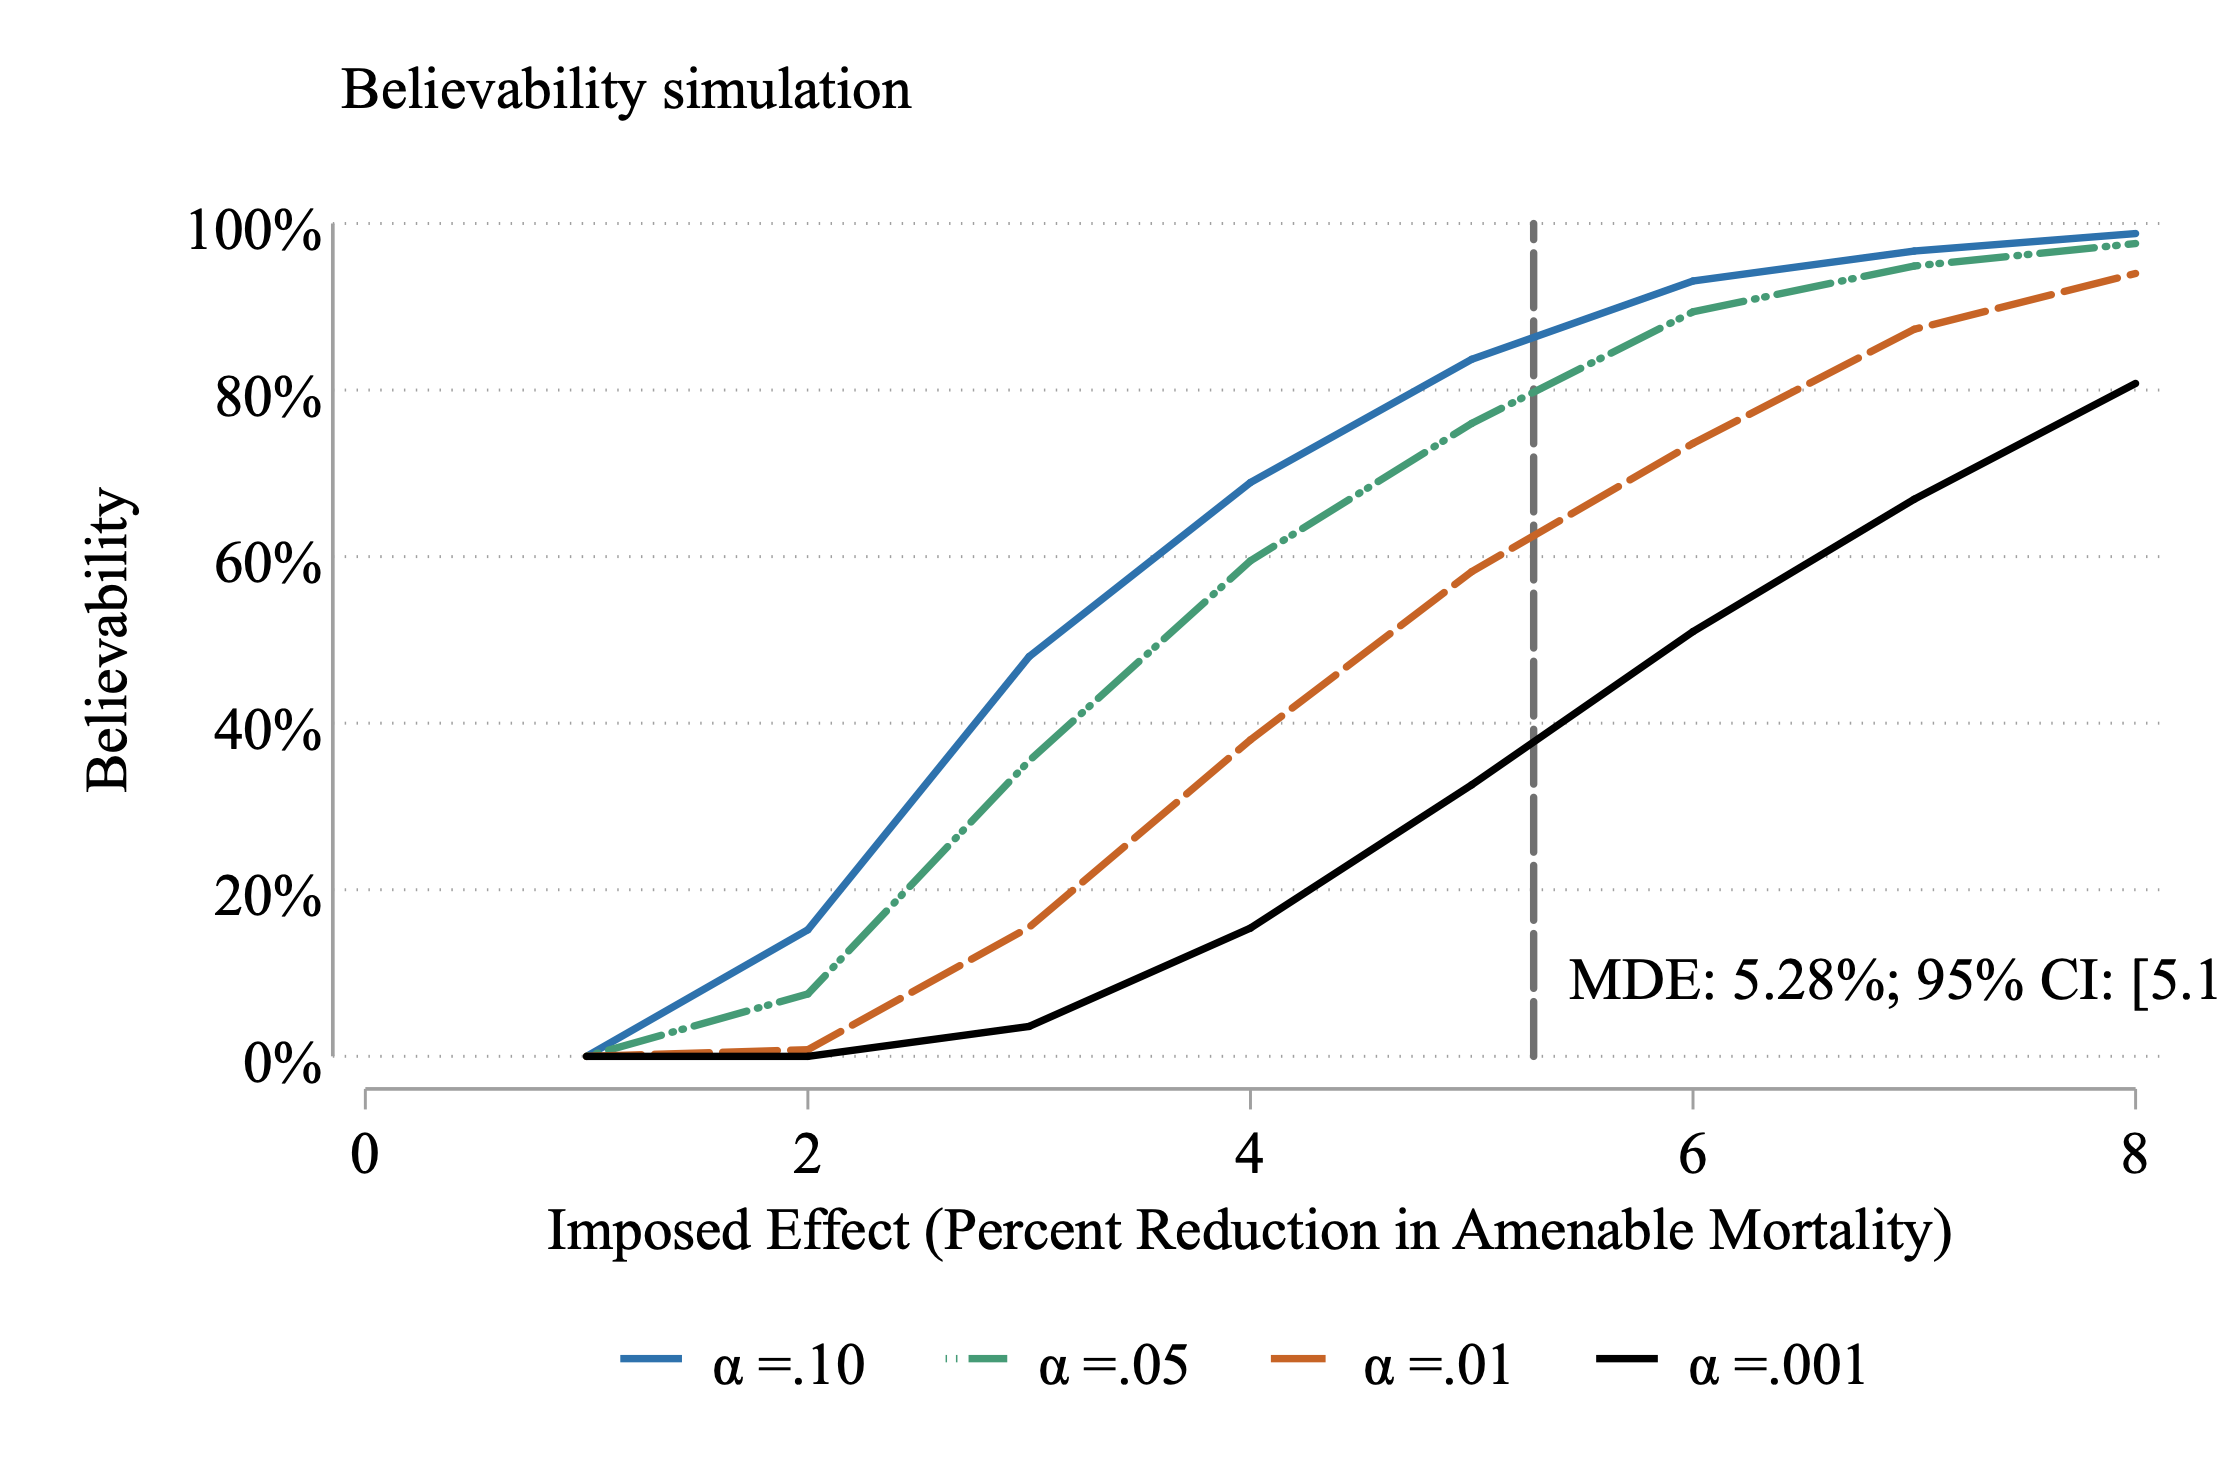 Believability simulation
100%
80%
60%
40%
20%
0%
Believability
MDE: 5.28%; 95% CI: [5.1
0 2 4 6 8
Imposed Effect (Percent Reduction in Amenable Mortality)
α =.10 α =.05 α =.01 α =.001